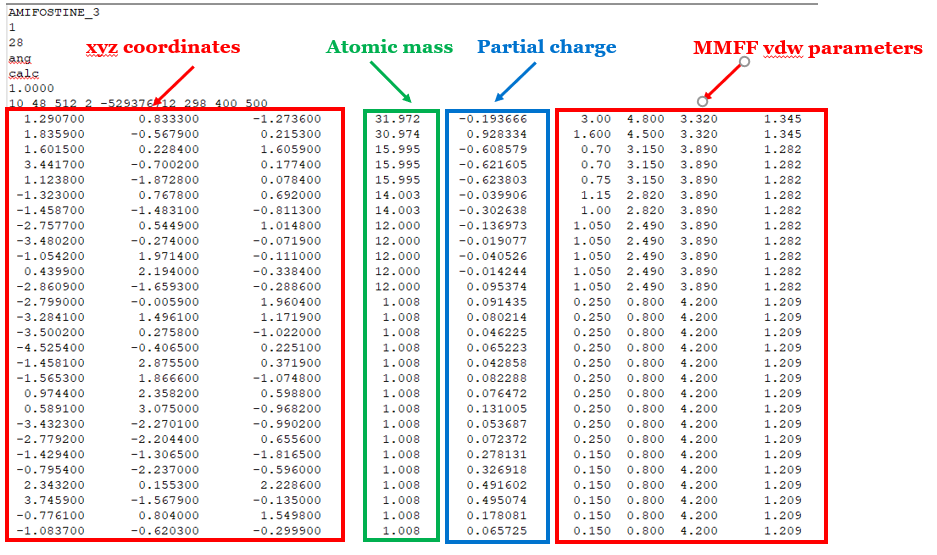 AMIFOSTINE_3
1
28
xyz coordinates Atomic mass Partial charge MMFF vdw parameters
ang
calc
1.0000
10 48 512 2 -529376412 298 400 500
1.290700 0.833300 -1.273600 31.972 -0.193666 3.00 4.800 3.320 1.345
1.835900 -0.567900 0.215300 30.974 0.928334 1.600 4.500 3.320 1.345
1.601500 0.228400 1.605900 15.995 -0.608579 0.70 3.150 3.890 1.282
3.441700 -0.700200 0.177400 15.995 -0.621605 0.70 3.150 3.890 1.282
1.123800 -1.872800 0.078400 15.995 -0.623803 0.75 3.150 3.890 1.282
-1.323000 0.767800 0.692000 14.003 -0.039906 1.15 2.820 3.890 1.282
-1.458700 -1.483100 -0.811300 14.003 -0.302638 1.00 2.820 3.890 1.282
-2.757700 0.544900 1.014800 12.000 -0.136973 1.050 2.490 3.890 1.282
-3.480200 -0.274000 -0.071900 12.000 -0.019077 1.050 2.490 3.890 1.282
-1.054200 1.971400 -0.111000 12.000 -0.040526 1.050 2.490 3.890 1.282
0.439900 2.194000 -0.338400 12.000 -0.014244 1.050 2.490 3.890 1.282
-2.860900 -1.659300 -0.288600 12.000 0.095374 1.050 2.490 3.890 1.282
-2.799000 -0.005900 1.960400 1.008 0.091435 0.250 0.800 4.200 1.209
-3.284100 1.496100 1.171900 1.008 0.080214 0.250 0.800 4.200 1.209
-3.500200 0.275800 -1.022000 1.008 0.046225 0.250 0.800 4.200 1.209
-4.525400 -0.406500 0.225100 1.008 0.065223 0.250 0.800 4.200 1.209
-1.458100 2.875500 0.371900 1.008 0.042858 0.250 0.800 4.200 1.209
-1.565300 1.866600 -1.074800 1.008 0.082288 0.250 0.800 4.200 1.209
0.974400 2.358200 0.598800 1.008 0.076472 0.250 0.800 4.200 1.209
0.589100 3.075000 -0.968200 1.008 0.131005 0.250 0.800 4.200 1.209
-3.432300 -2.270100 -0.990200 1.008 0.053687 0.250 0.800 4.200 1.209
-2.779200 -2.204400 0.655600 1.008 0.072372 0.250 0.800 4.200 1.209
-1.429400 -1.306500 -1.816500 1.008 0.278131 0.150 0.800 4.200 1.209
-0.795400 -2.237000 -0.596000 1.008 0.326918 0.150 0.800 4.200 1.209
2.343200 0.155300 2.228600 1.008 0.491602 0.150 0.800 4.200 1.209
3.745900 -1.567900 -0.135000 1.008 0.495074 0.150 0.800 4.200 1.209
-0.776100 0.804000 1.549800 1.008 0.178081 0.150 0.800 4.200 1.209
-1.083700 -0.620300 -0.299900 1.008 0.065725 0.150 0.800 4.200 1.209